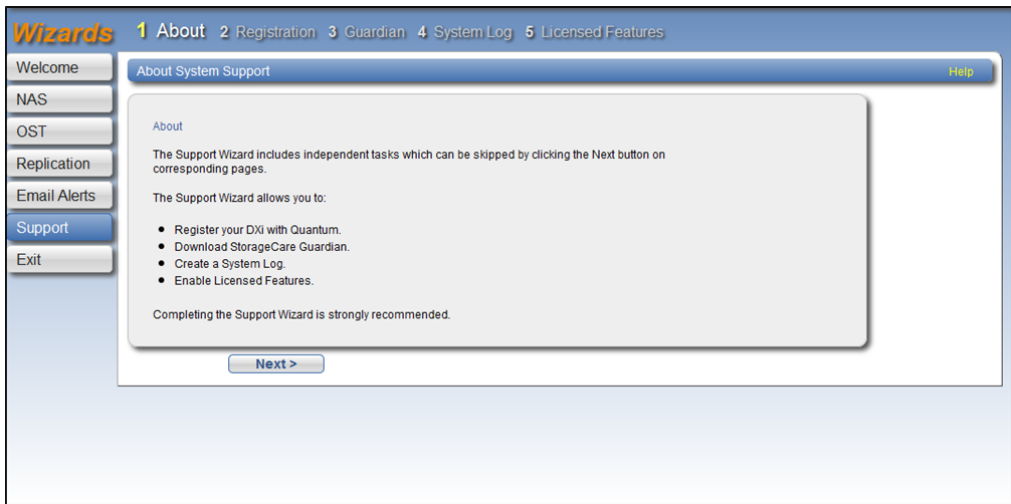 Wizards
1 About 2 Registration 3 Guardian 4 System Log 5 Licensed Features
Welcome
NAS
OST
Replication
Email Alerts
Support
Exit
About System Support
Help
About
The Support Wizard includes independent tasks which can be skipped by clicking the Next button on
corresponding pages.
The Support Wizard allows you to:
• Register your DXi with Quantum.
• Download StorageCare Guardian.
• Create a System Log.
• Enable Licensed Features.
Completing the Support Wizard is strongly recommended.
Next >